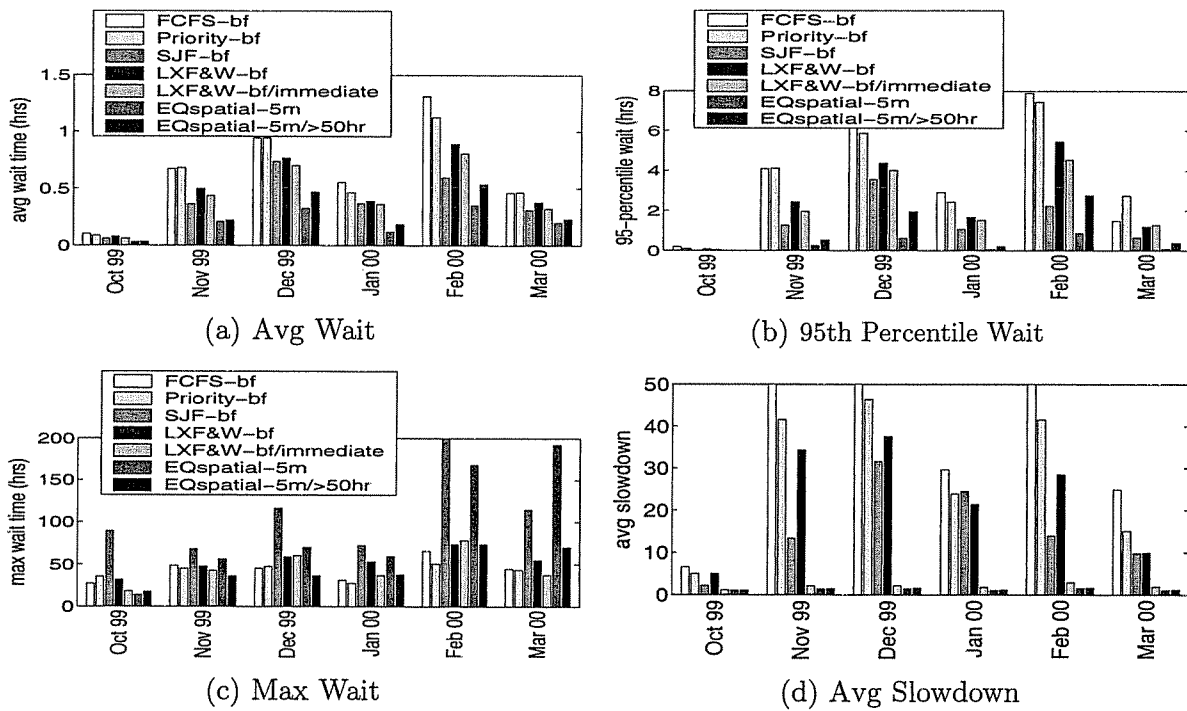 FCFS-bf
Priority-bf
SJF-bf
LXF&W-bf
LXF&W-bf/immediate
EQspatial-5m
EQspatial-5m/>50hr
avg wait time (hrs)
1.5
1
0.5
0
Oct 99
Nov 99
Dec 99
Jan 00
Feb 00
Mar 00
(a) Avg Wait
FCFS-bf
Priority-bf
SJF-bf
LXF&W-bf
LXF&W-bf/immediate
EQspatial-5m
EQspatial-5m/>50hr
95-percentile wait (hrs)
8
6
4
2
0
Oct 99
Nov 99
Dec 99
Jan 00
Feb 00
Mar 00
(b) 95th Percentile Wait
FCFS-bf
Priority-bf
SJF-bf
LXF&W-bf
LXF&W-bf/immediate
EQspatial-5m
EQspatial-5m/>50hr
max wait time (hrs)
200
150
100
50
0
Oct 99
Nov 99
Dec 99
Jan 00
Feb 00
Mar 00
(c) Max Wait
avg slowdown
50
40
30
20
10
0
Oct 99
Nov 99
Dec 99
Jan 00
Feb 00
Mar 00
(d) Avg Slowdown